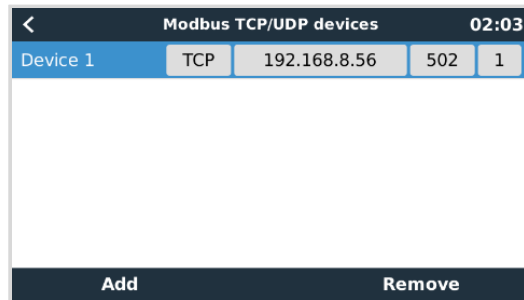 Modbus TCP/UDP devices 02:03
Device 1 TCP 192.168.8.56 502 1
Add Remove